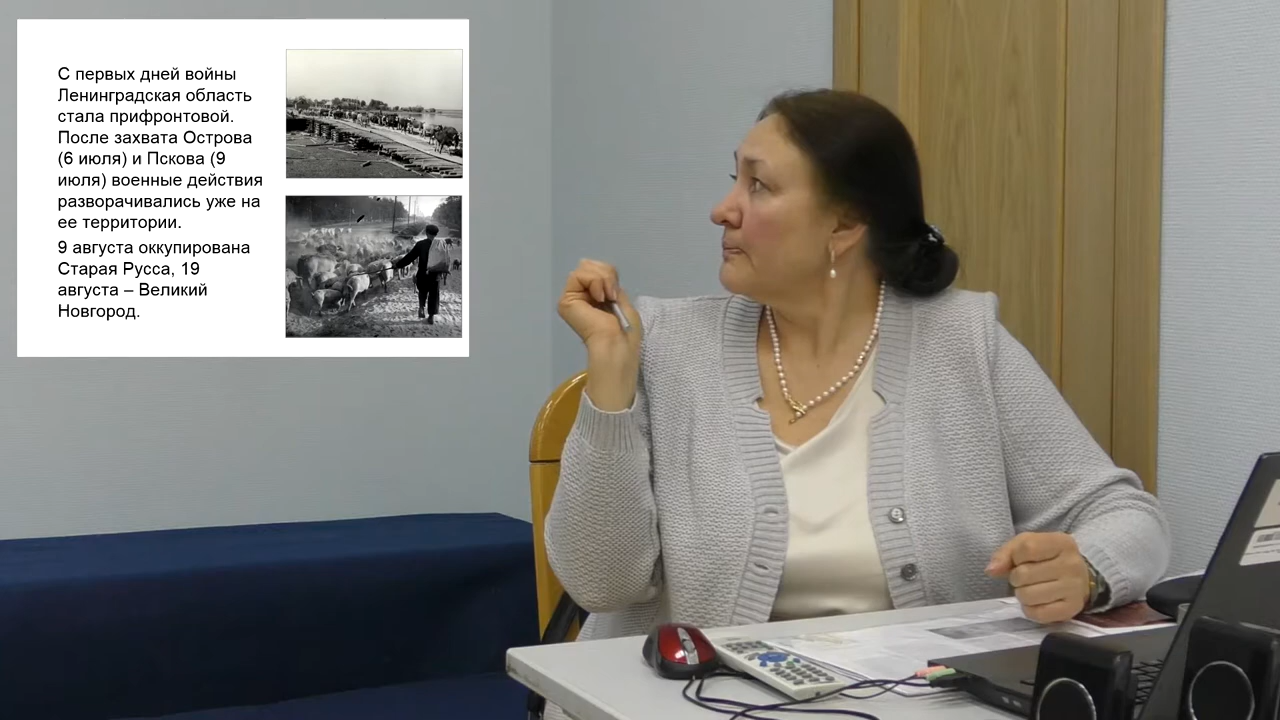 С первых дней войны
Ленинградская область
стала прифронтовой.
После захвата Острова
(6 июля) и Пскова (9
июля) военные действия
разворачивались уже на
ее территории.
9 августа оккупирована
Старая Русса, 19
августа – Великий
Новгород.